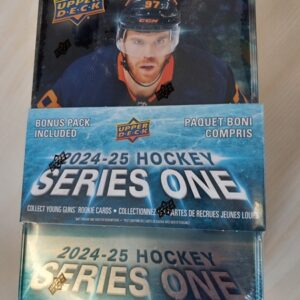 UPPER
DECK
97
UPPER
DECK
BONUS PACK PAQUET BONI
INCLUDED COMPRIS
2024-25 HOCKEY
SERIES ONE
COLLECT YOUNG GUNS ROOKIE CARDS • COLLECTIONNEZ CARTES DE RECRUES JEUNES LOUPS
2024-25 HOCKEY
SERIES ONE